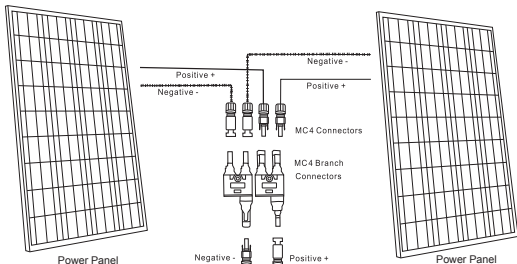 Negative -
Positive +
Positive +
Negative -
MC4 Connectors
MC4 Branch
Connectors
Negative -
Positive +
Power Panel
Power Panel